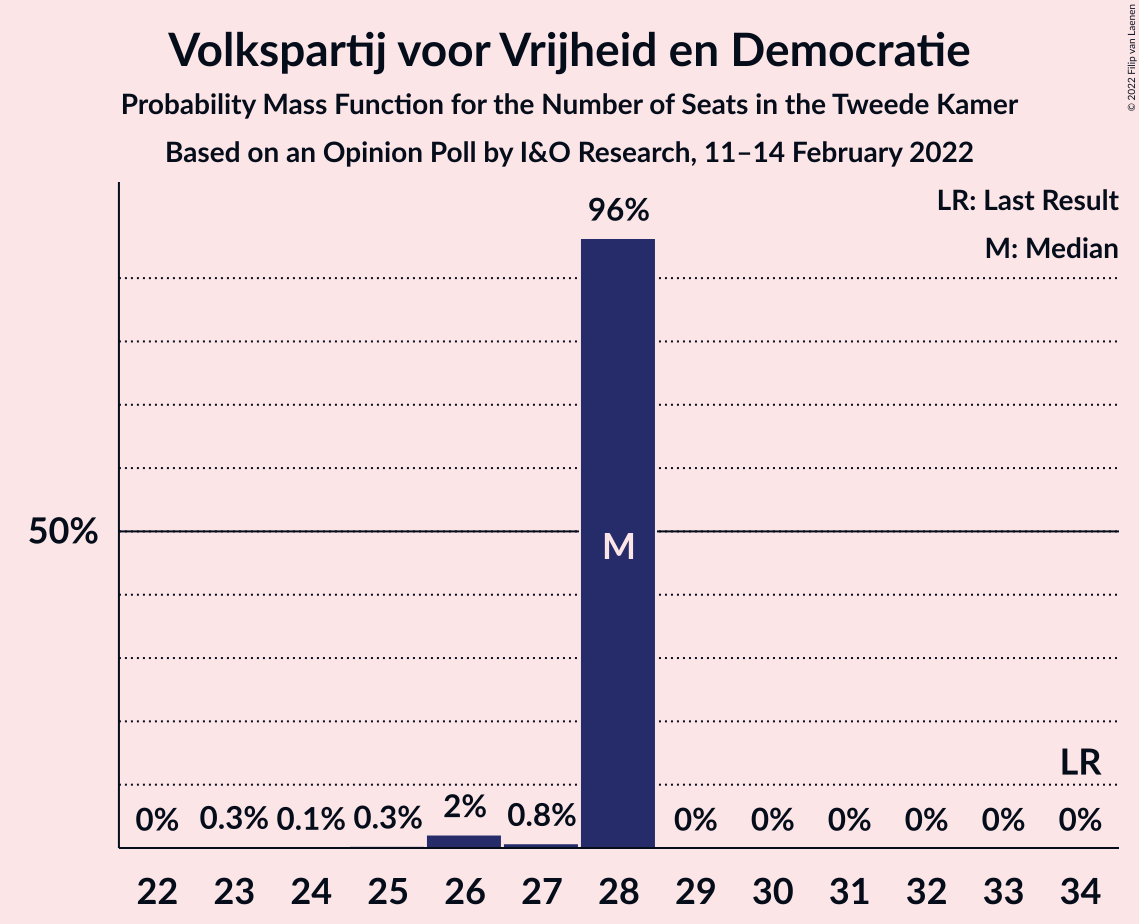 Volkspartij voor Vrijheid en Democratie
Probability Mass Function for the Number of Seats in the Tweede Kamer
Based on an Opinion Poll by I&O Research, 11–14 February 2022
© 2022 Filip van Laenen
LR: Last Result
M: Median
96%
50%
M
LR
0% 0.3% 0.1% 0.3% 2% 0.8% 0% 0% 0% 0% 0% 0%
22 23 24 25 26 27 28 29 30 31 32 33 34